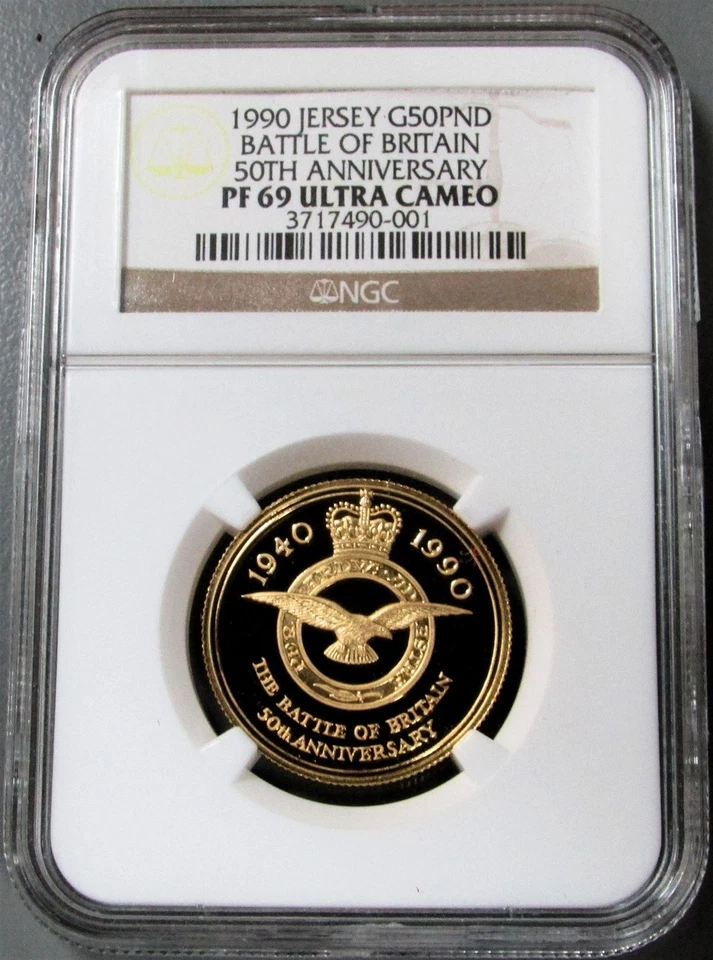 1990 JERSEY G50PND
BATTLE OF BRITAIN
50TH ANNIVERSARY
PF 69 ULTRA CAMEO
3717490-001
NGC
1940 1990
THE BATTLE OF BRITAIN
50th ANNIVERSARY